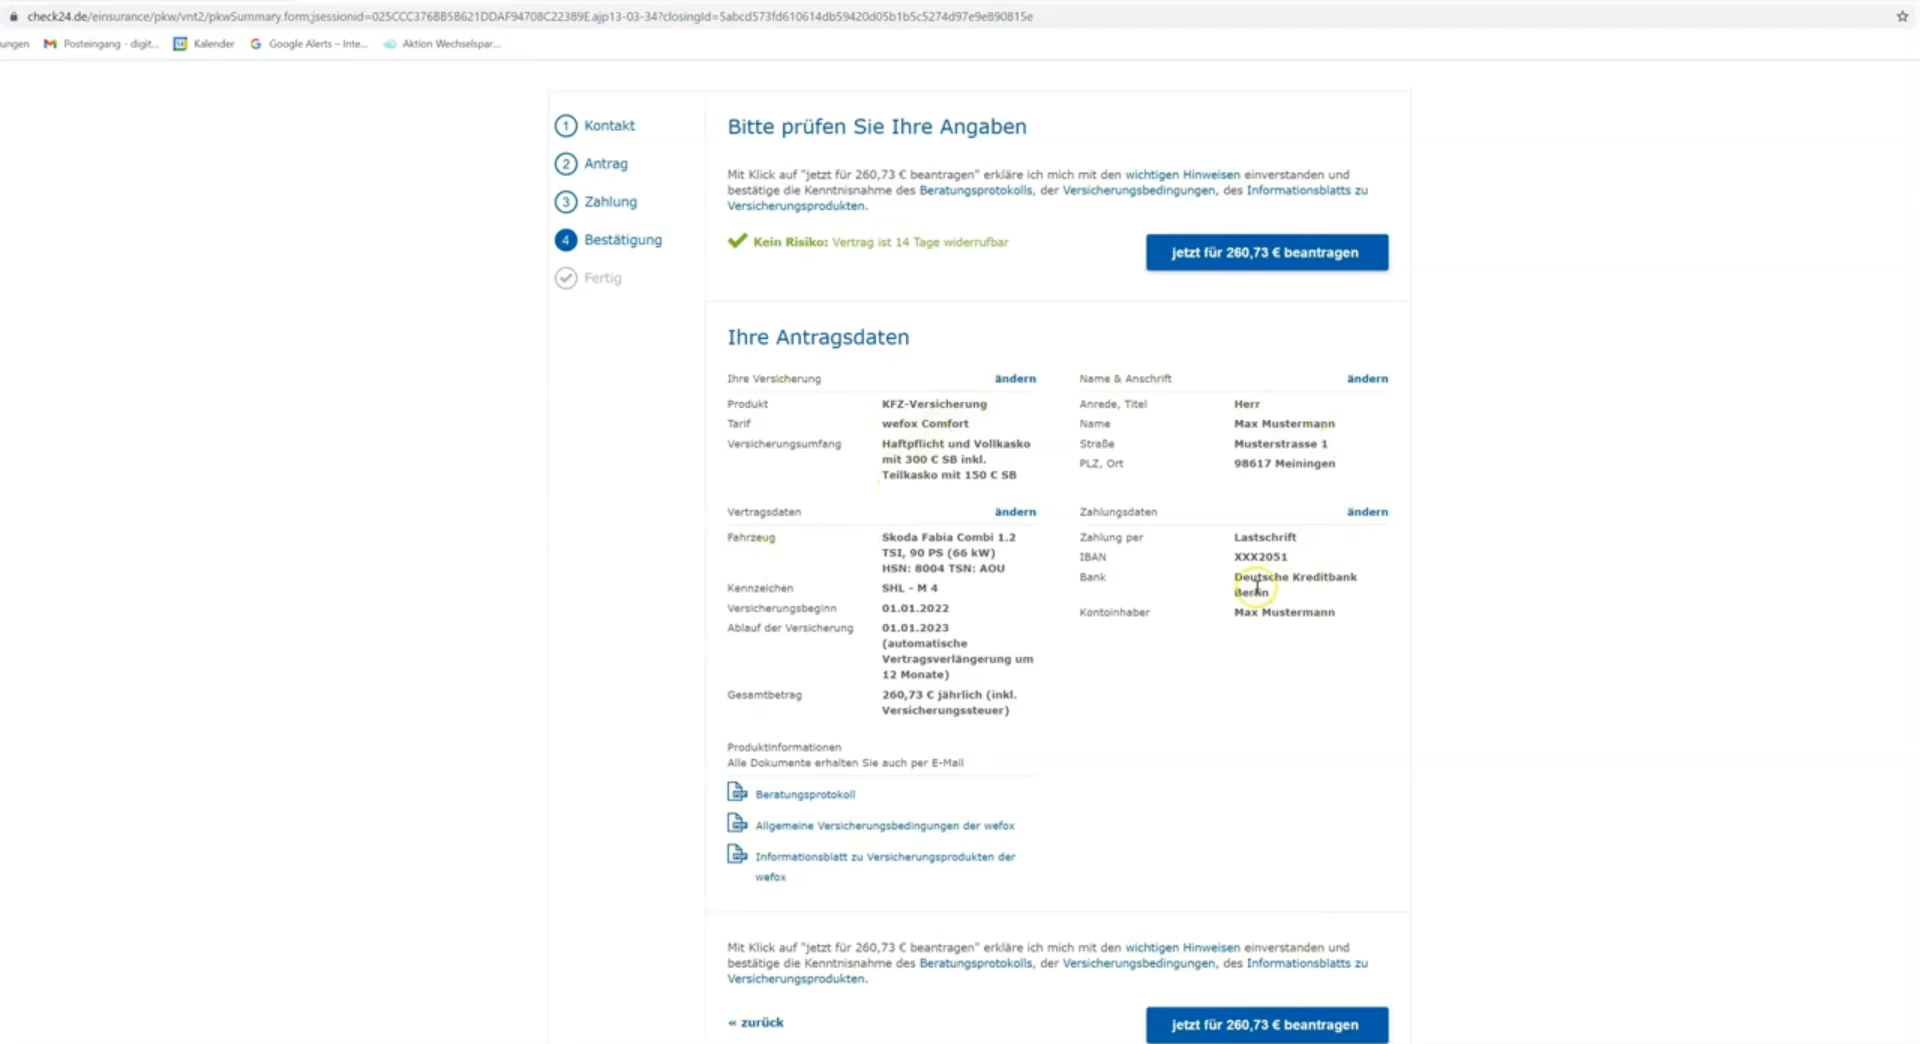 check24.de/einsurance/pkw/vnt2/pkwSummary.form;jsessionid=025CCC376BB5B621DDAF94708C22389E.ajp13-03-34?closingId=5abcd573fd610614db59420d05b1b5c5274d97e9e890815e
ungen Posteingang - digit... Kalender Google Alerts – Inte... Aktion Wechselspar...
1 Kontakt
2 Antrag
3 Zahlung
4 Bestätigung
Fertig
Bitte prüfen Sie Ihre Angaben
Mit Klick auf "jetzt für 260,73 € beantragen" erkläre ich mich mit den wichtigen Hinweisen einverstanden und
bestätige die Kenntnisnahme des Beratungsprotokolls, der Versicherungsbedingungen, des Informationsblatts zu
Versicherungsprodukten.
Kein Risiko: Vertrag ist 14 Tage widerrufbar
jetzt für 260,73 € beantragen
Ihre Antragsdaten
Ihre Versicherung ändern
Produkt KFZ-Versicherung
Tarif wefox Comfort
Versicherungsumfang Haftpflicht und Vollkasko
mit 300 € SB inkl.
Teilkasko mit 150 € SB
Name & Anschrift ändern
Anrede, Titel Herr
Name Max Mustermann
Straße Musterstrasse 1
PLZ, Ort 98617 Meiningen
Vertragsdaten ändern
Fahrzeug Skoda Fabia Combi 1.2
TSI, 90 PS (66 kW)
HSN: 8004 TSN: AOU
Kennzeichen SHL - M 4
Versicherungsbeginn 01.01.2022
Ablauf der Versicherung 01.01.2023
(automatische
Vertragsverlängerung um
12 Monate)
Gesamtbetrag 260,73 € jährlich (inkl.
Versicherungssteuer)
Zahlungsdaten ändern
Zahlung per Lastschrift
IBAN XXX2051
Bank Deutsche Kreditbank
Berlin
Kontoinhaber Max Mustermann
Produktinformationen
Alle Dokumente erhalten Sie auch per E-Mail
Beratungsprotokoll
Allgemeine Versicherungsbedingungen der wefox
Informationsblatt zu Versicherungsprodukten der
wefox
Mit Klick auf "jetzt für 260,73 € beantragen" erkläre ich mich mit den wichtigen Hinweisen einverstanden und
bestätige die Kenntnisnahme des Beratungsprotokolls, der Versicherungsbedingungen, des Informationsblatts zu
Versicherungsprodukten.
« zurück
jetzt für 260,73 € beantragen